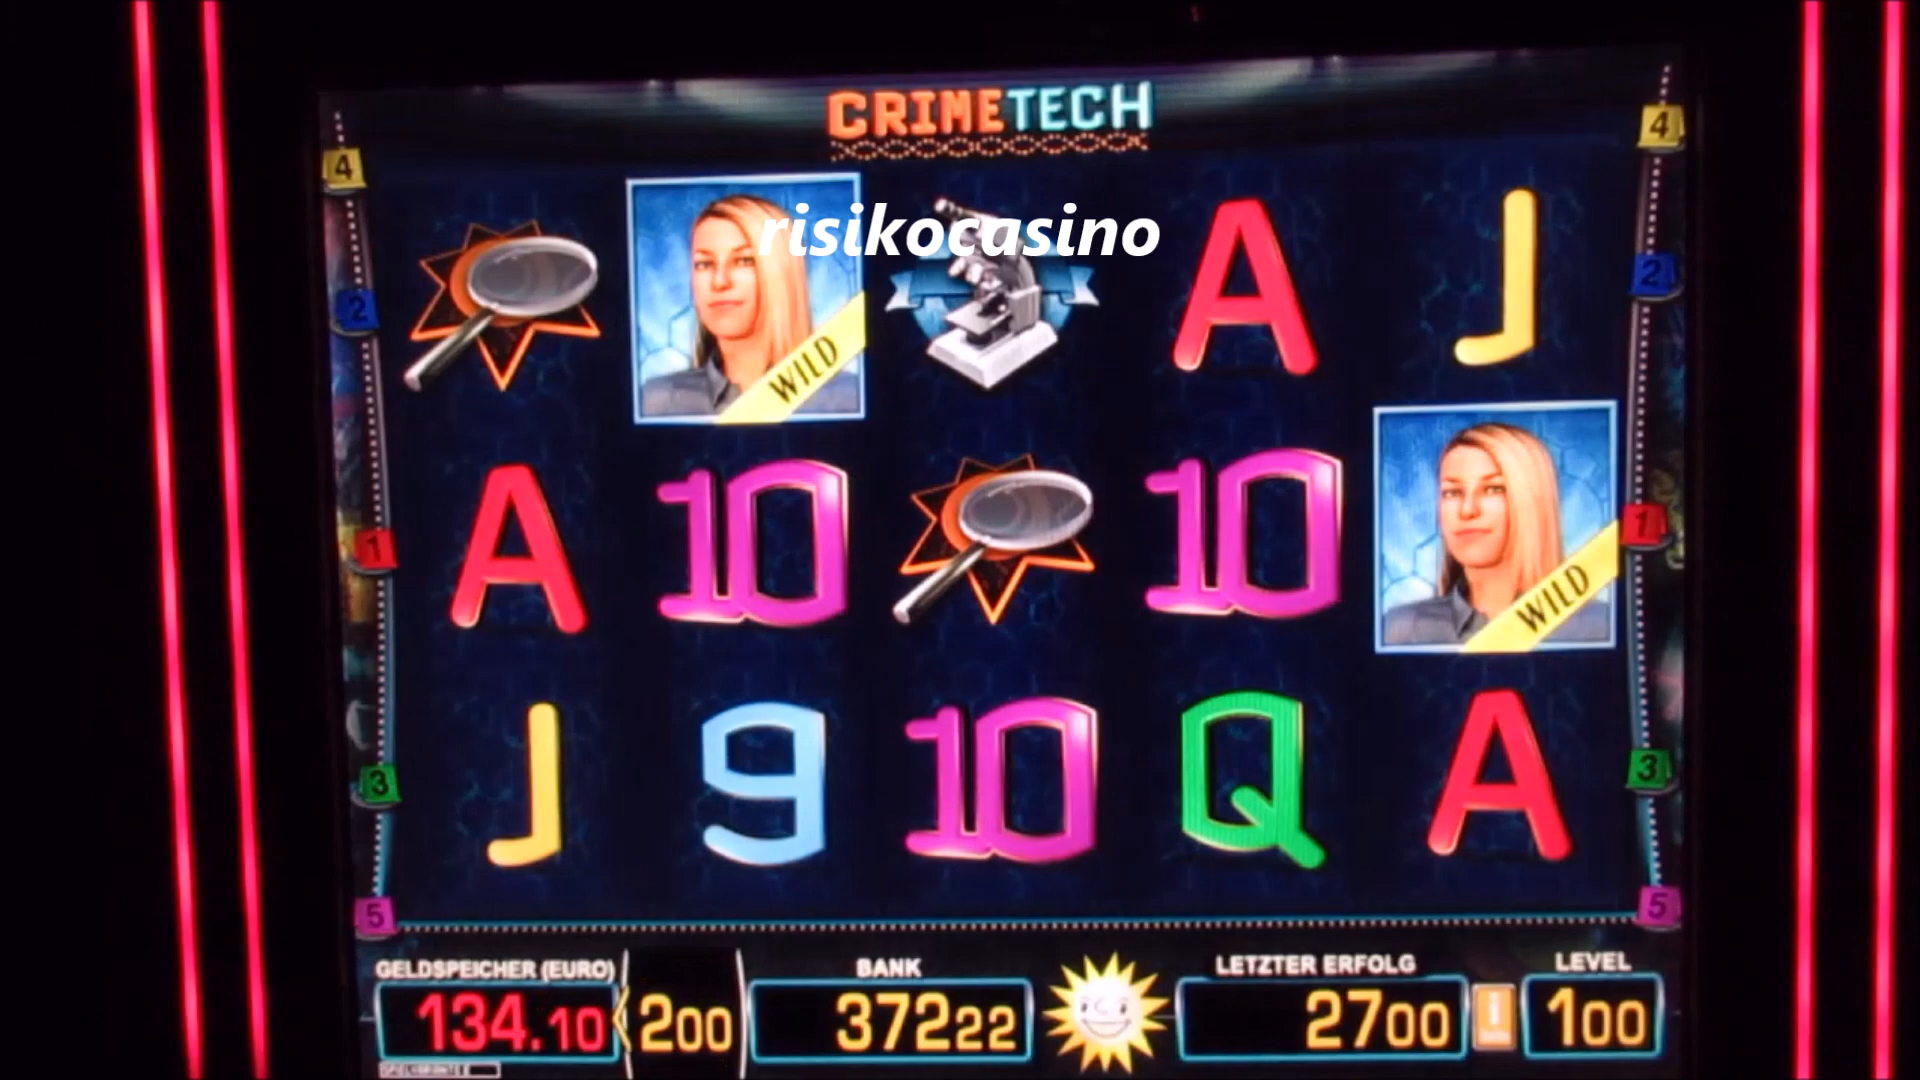 CRIMETECH
4 4
risikocasino
A J
WILD
2 2
A 10 10
WILD
1 1
J 9 10 Q A
3 3
5 5
GELDSPEICHER (EURO) BANK LETZTER ERFOLG LEVEL
134.10 200 37222 2700 i 100